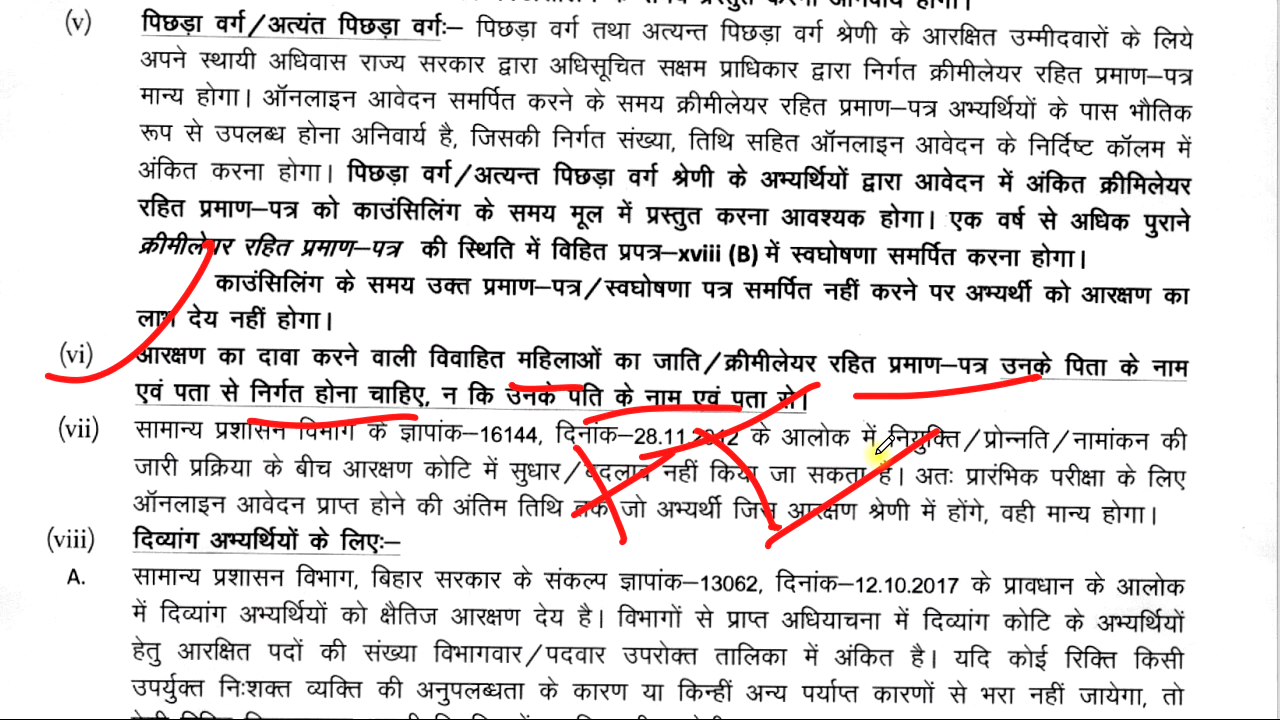 (v) पिछड़ा वर्ग/अत्यंत पिछड़ा वर्गः– पिछड़ा वर्ग तथा अत्यन्त पिछड़ा वर्ग श्रेणी के आरक्षित उम्मीदवारों के लिये
अपने स्थायी अधिवास राज्य सरकार द्वारा अधिसूचित सक्षम प्राधिकार द्वारा निर्गत क्रीमीलेयर रहित प्रमाण–पत्र
मान्य होगा। ऑनलाइन आवेदन समर्पित करने के समय क्रीमीलेयर रहित प्रमाण–पत्र अभ्यर्थियों के पास भौतिक
रूप से उपलब्ध होना अनिवार्य है, जिसकी निर्गत संख्या, तिथि सहित ऑनलाइन आवेदन के निर्दिष्ट कॉलम में
अंकित करना होगा। पिछड़ा वर्ग/अत्यन्त पिछड़ा वर्ग श्रेणी के अभ्यर्थियों द्वारा आवेदन में अंकित क्रीमिलेयर
रहित प्रमाण–पत्र को काउंसिलिंग के समय मूल में प्रस्तुत करना आवश्यक होगा। एक वर्ष से अधिक पुराने
क्रीमीलेयर रहित प्रमाण–पत्र की स्थिति में विहित प्रपत्र–xviii (B) में स्वघोषणा समर्पित करना होगा।
काउंसिलिंग के समय उक्त प्रमाण–पत्र/स्वघोषणा पत्र समर्पित नहीं करने पर अभ्यर्थी को आरक्षण का
लाभ देय नहीं होगा।
(vi) आरक्षण का दावा करने वाली विवाहित महिलाओं का जाति/क्रीमीलेयर रहित प्रमाण–पत्र उनके पिता के नाम
एवं पता से निर्गत होना चाहिए, न कि उनके पति के नाम एवं पता से।
(vii) सामान्य प्रशासन विभाग के ज्ञापांक–16144, दिनांक–28.11.2012 के आलोक में नियुक्ति/प्रोन्नति/नामांकन की
जारी प्रक्रिया के बीच आरक्षण कोटि में सुधार/बदलाव नहीं किया जा सकता है। अतः प्रारंभिक परीक्षा के लिए
ऑनलाइन आवेदन प्राप्त होने की अंतिम तिथि तक जो अभ्यर्थी जिस आरक्षण श्रेणी में होंगे, वही मान्य होगा।
(viii) दिव्यांग अभ्यर्थियों के लिएः–
A. सामान्य प्रशासन विभाग, बिहार सरकार के संकल्प ज्ञापांक–13062, दिनांक–12.10.2017 के प्रावधान के आलोक
में दिव्यांग अभ्यर्थियों को क्षैतिज आरक्षण देय है। विभागों से प्राप्त अधियाचना में दिव्यांग कोटि के अभ्यर्थियों
हेतु आरक्षित पदों की संख्या विभागवार/पदवार उपरोक्त तालिका में अंकित है। यदि कोई रिक्ति किसी
उपर्युक्त निःशक्त व्यक्ति की अनुपलब्धता के कारण या किन्हीं अन्य पर्याप्त कारणों से भरा नहीं जायेगा, तो